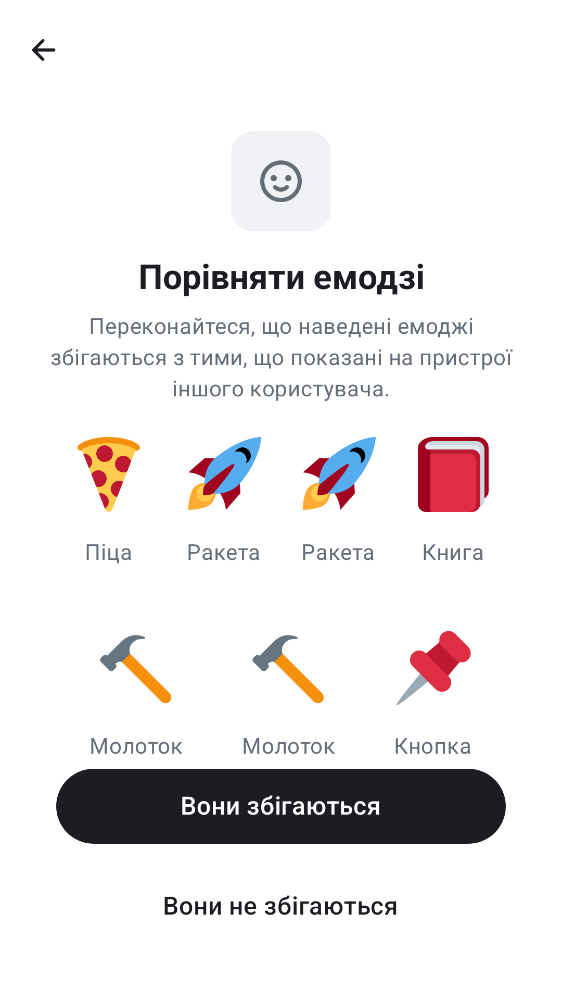 Порівняти емодзі
Переконайтеся, що наведені емоджі
збігаються з тими, що показані на пристрої
іншого користувача.
Піца
Ракета
Ракета
Книга
Молоток
Молоток
Кнопка
Вони збігаються
Вони не збігаються